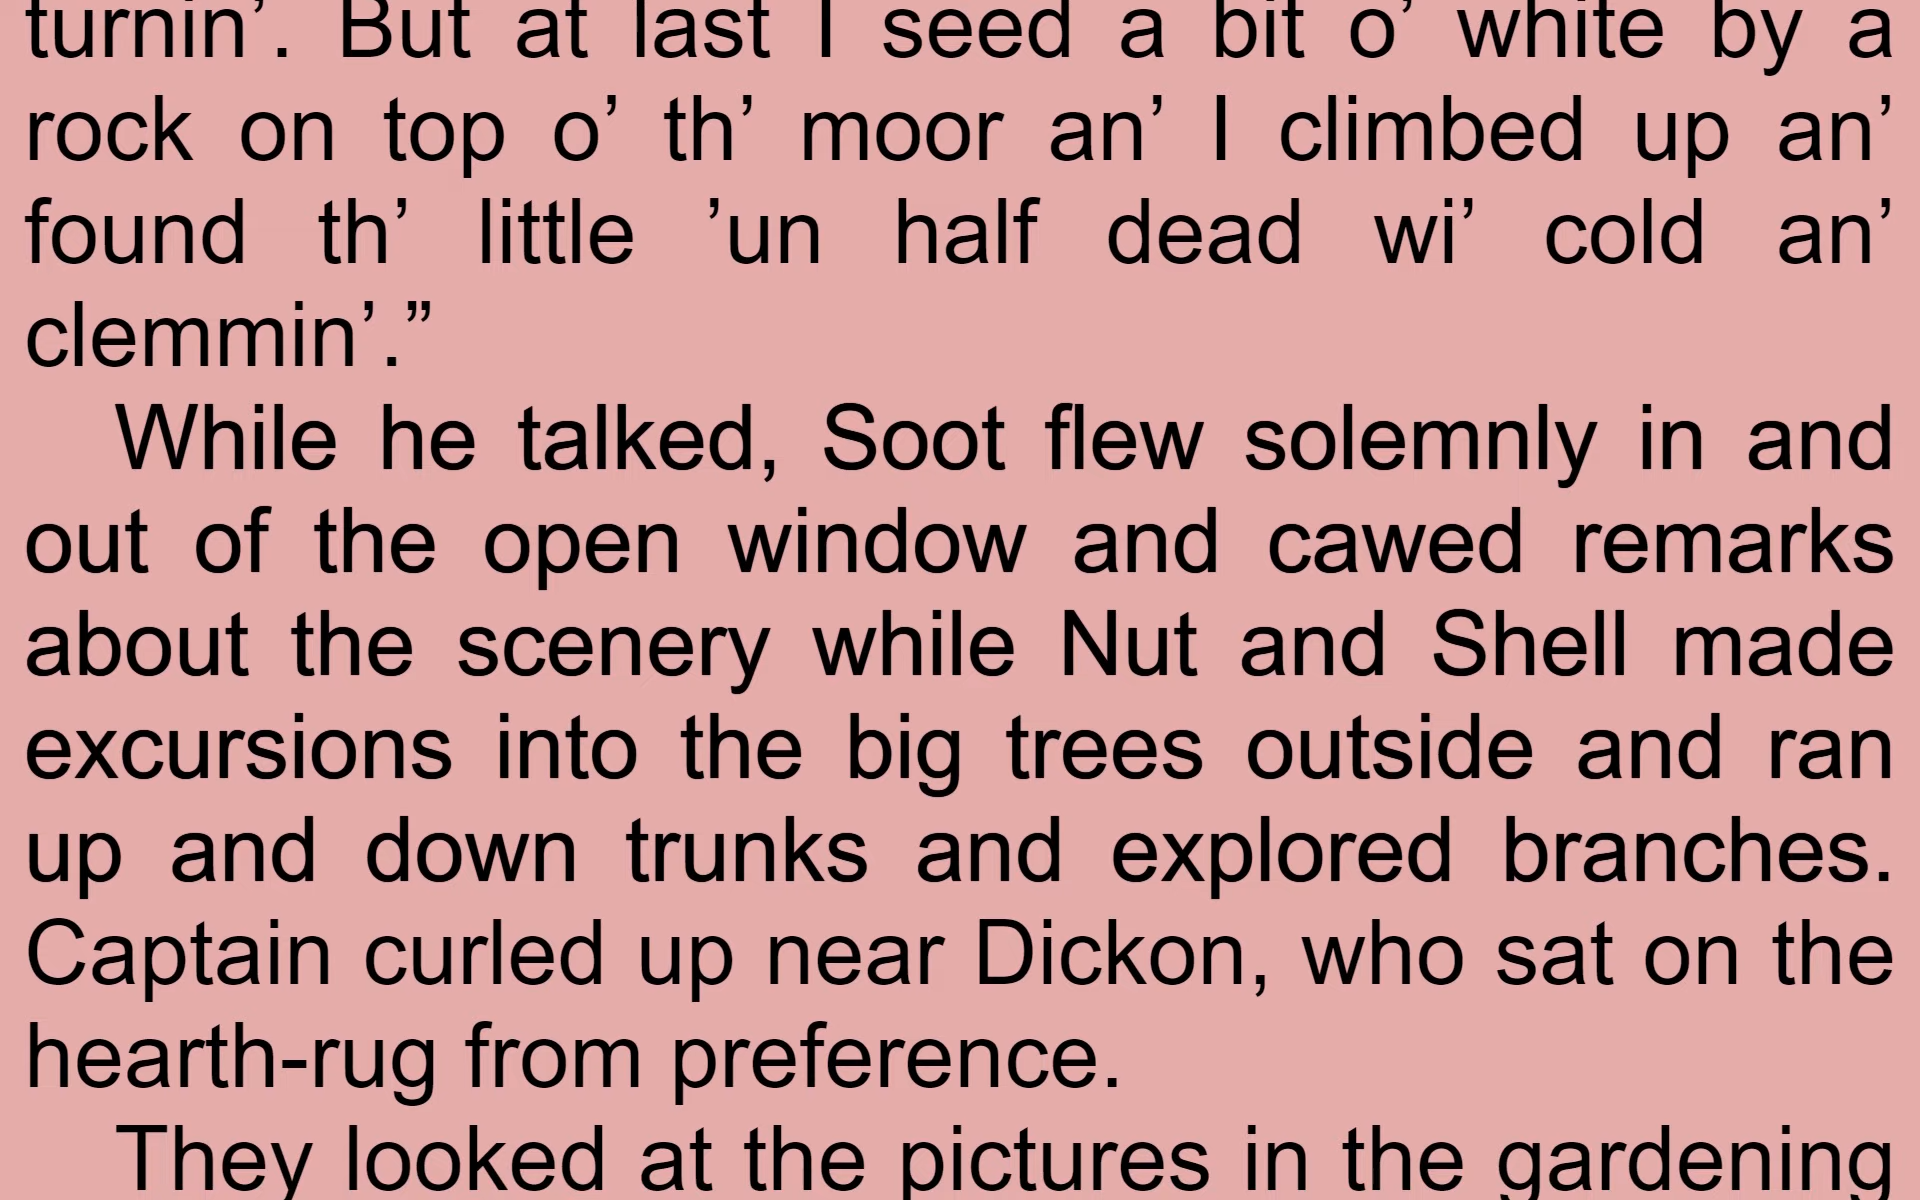 turnin’. But at last I seed a bit o’ white by a
rock on top o’ th’ moor an’ I climbed up an’
found th’ little ’un half dead wi’ cold an’
clemmin’.”
While he talked, Soot flew solemnly in and
out of the open window and cawed remarks
about the scenery while Nut and Shell made
excursions into the big trees outside and ran
up and down trunks and explored branches.
Captain curled up near Dickon, who sat on the
hearth-rug from preference.
They looked at the pictures in the gardening